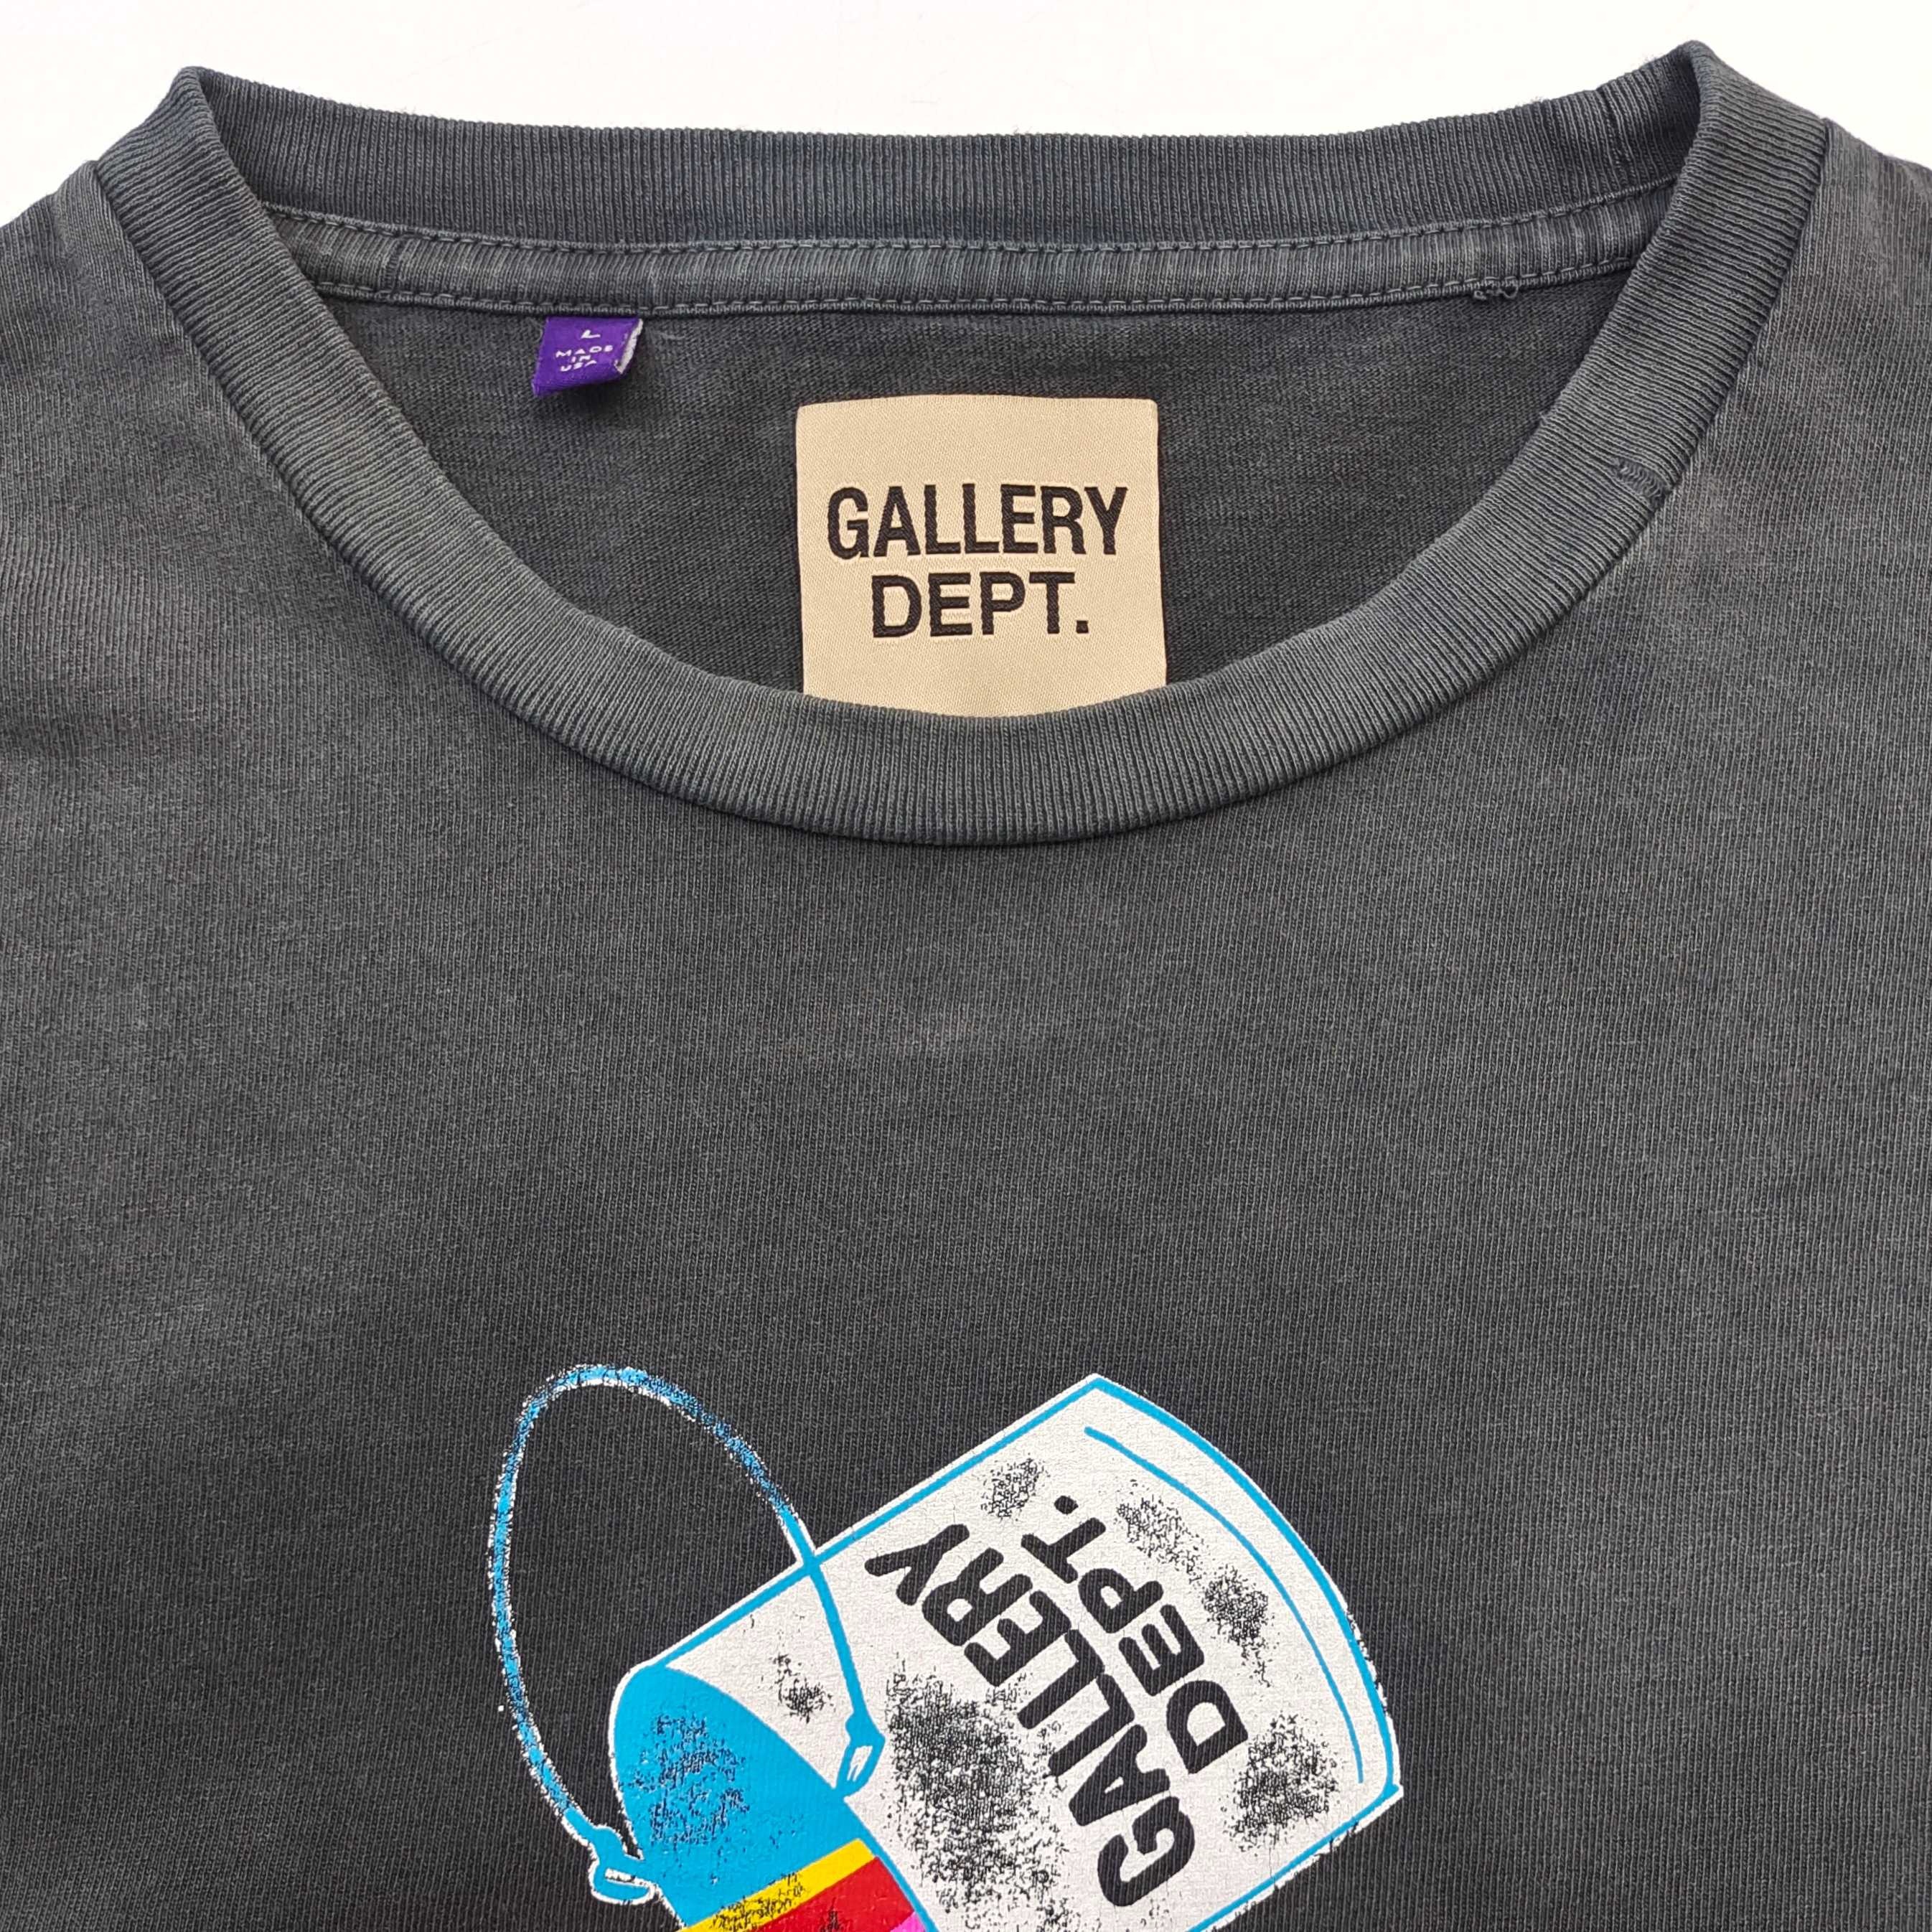 L
MADE
IN
USA
GALLERY
DEPT.
GALLERY
DEPT.